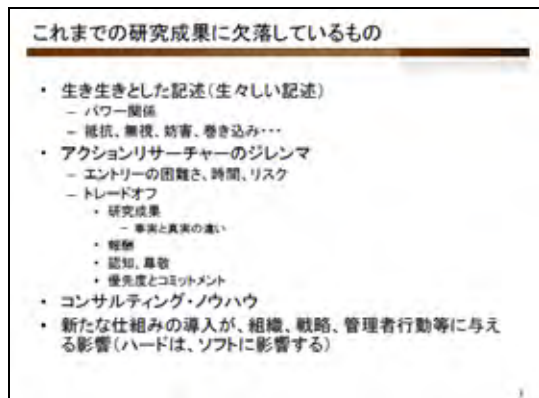 これまでの研究成果に欠落しているもの
・ 生き生きとした記述(生々しい記述)
– パワー関係
– 抵抗、無視、妨害、巻き込み・・・
・ アクションリサーチャーのジレンマ
– エントリーの困難さ、時間、リスク
– トレードオフ
・ 研究成果
– 事実と真実の違い
・ 報酬
・ 認知、尊敬
・ 優先度とコミットメント
・ コンサルティング・ノウハウ
・ 新たな仕組みの導入が、組織、戦略、管理者行動等に与え
る影響(ハードは、ソフトに影響する)